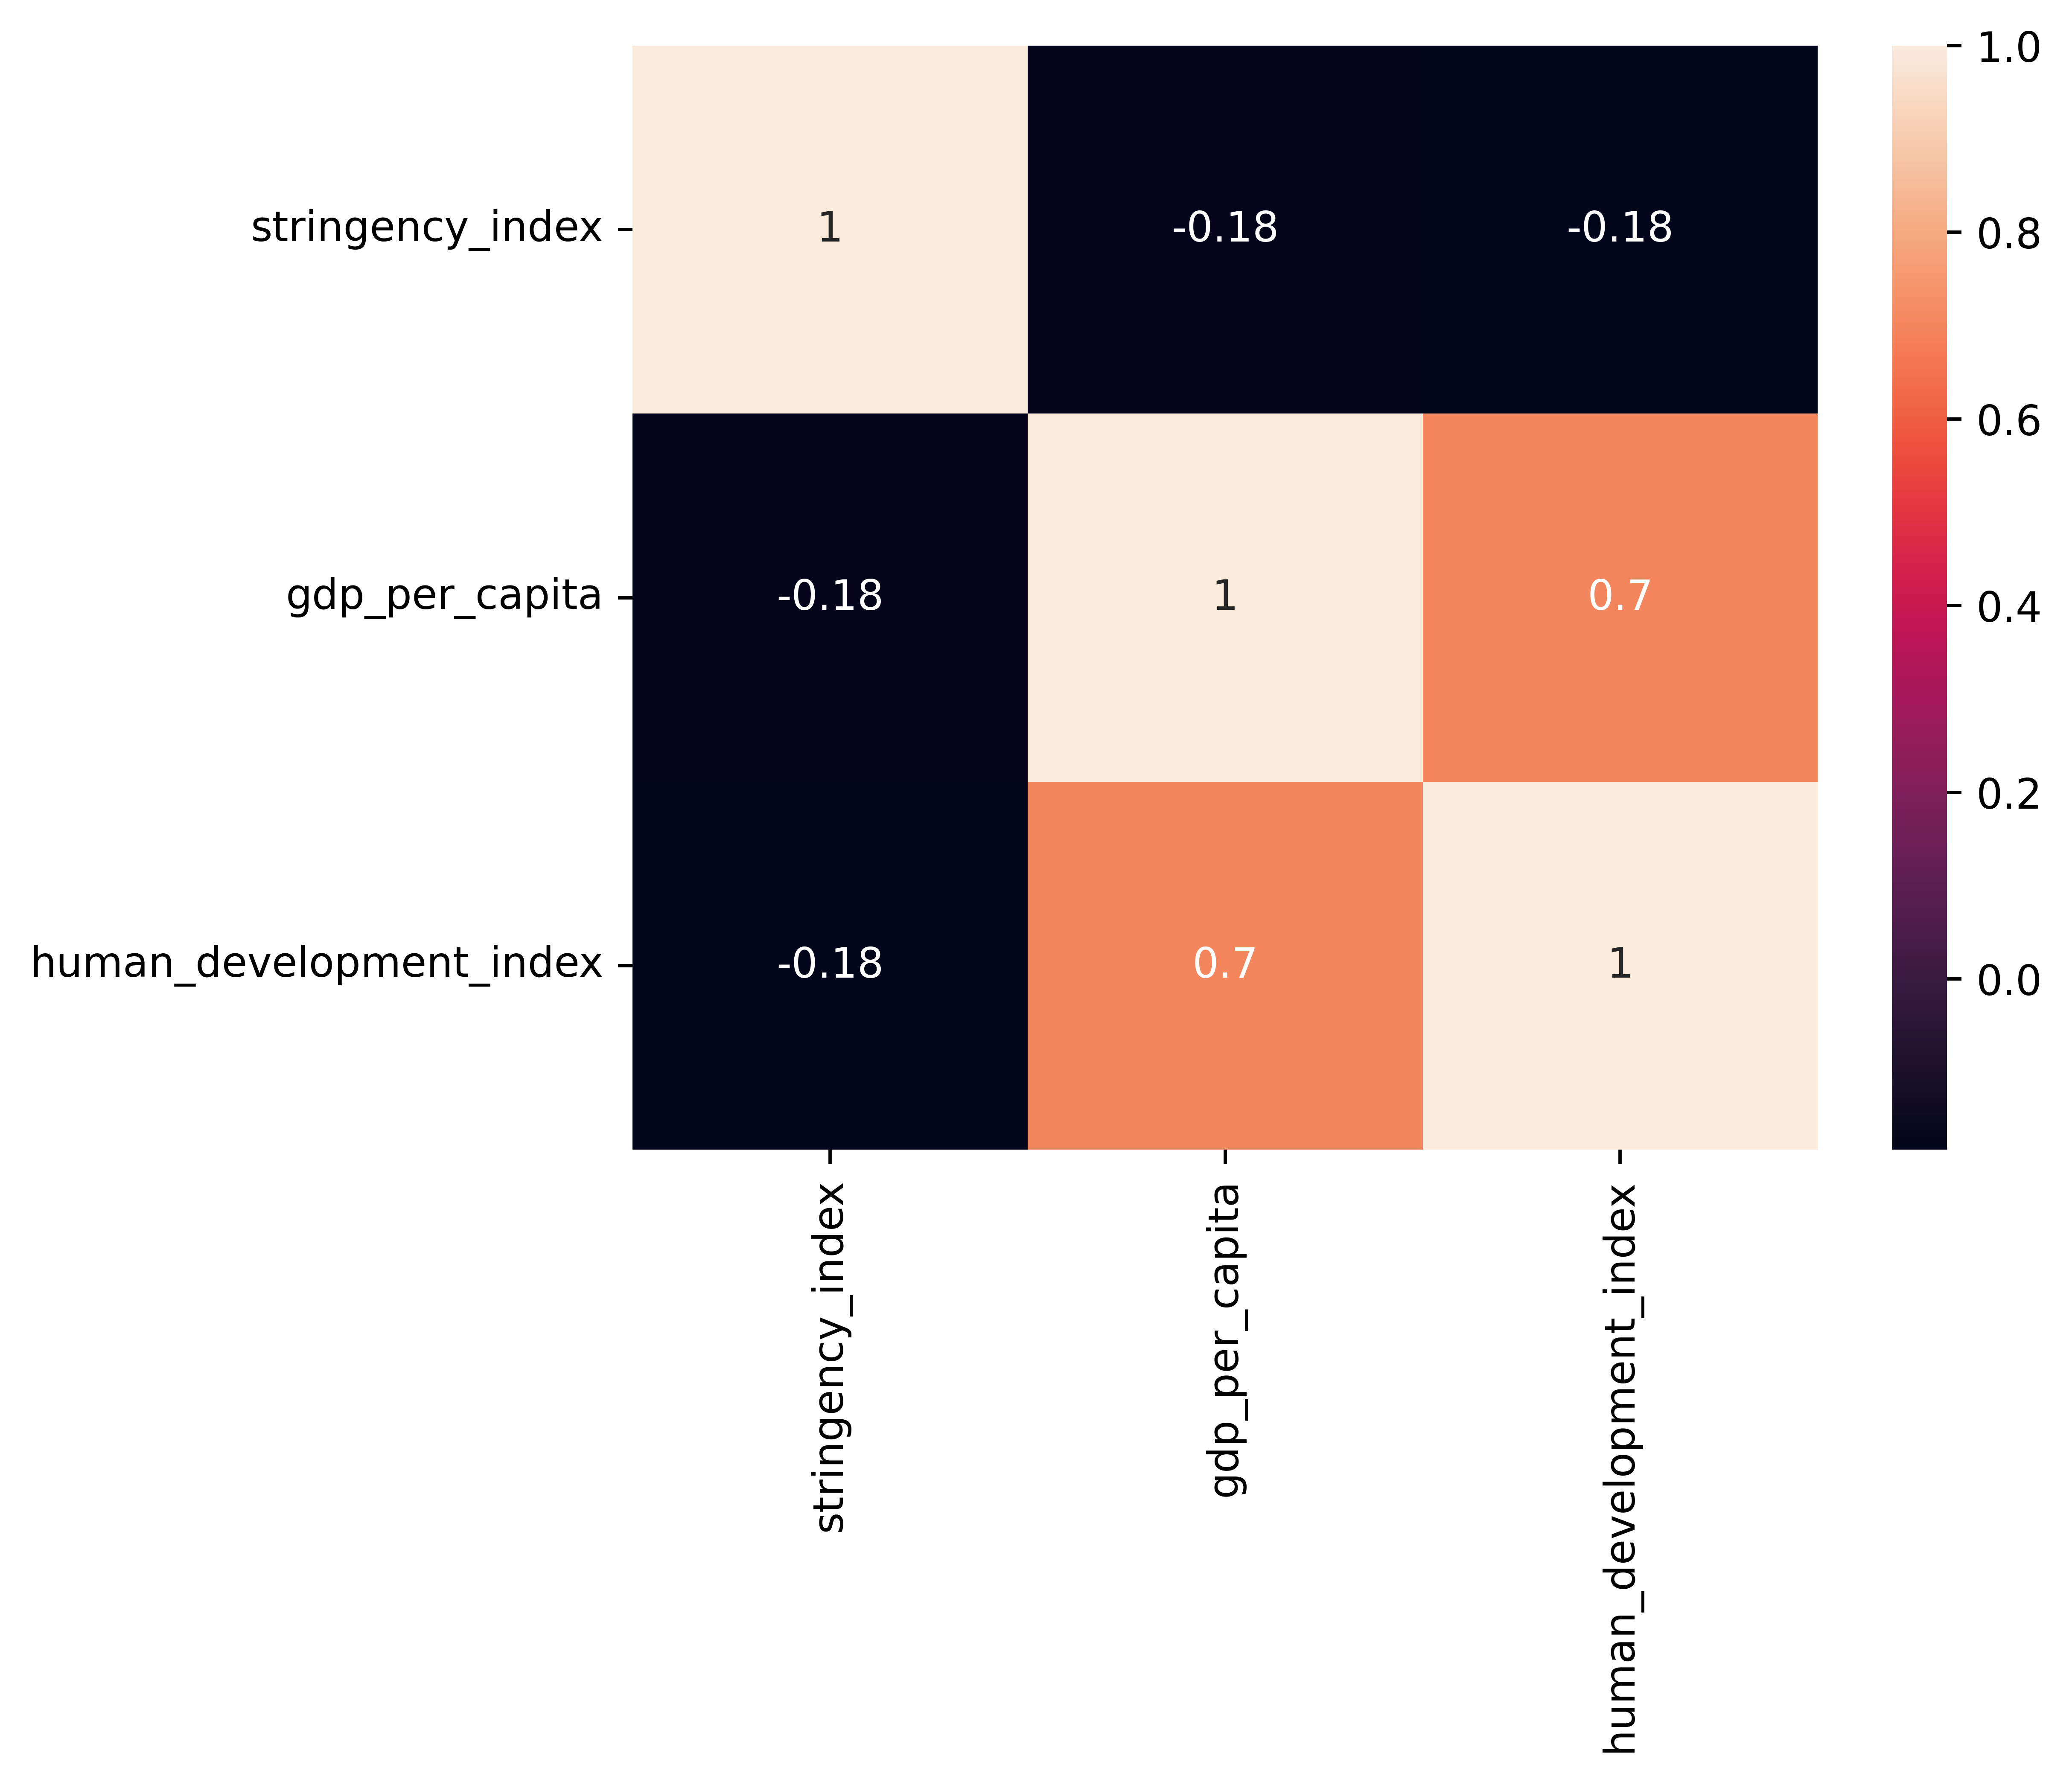 stringency_index
1
-0.18
-0.18
gdp_per_capita
-0.18
1
0.7
human_development_index
-0.18
0.7
1
stringency_index
gdp_per_capita
human_development_index
1.0
0.8
0.6
0.4
0.2
0.0